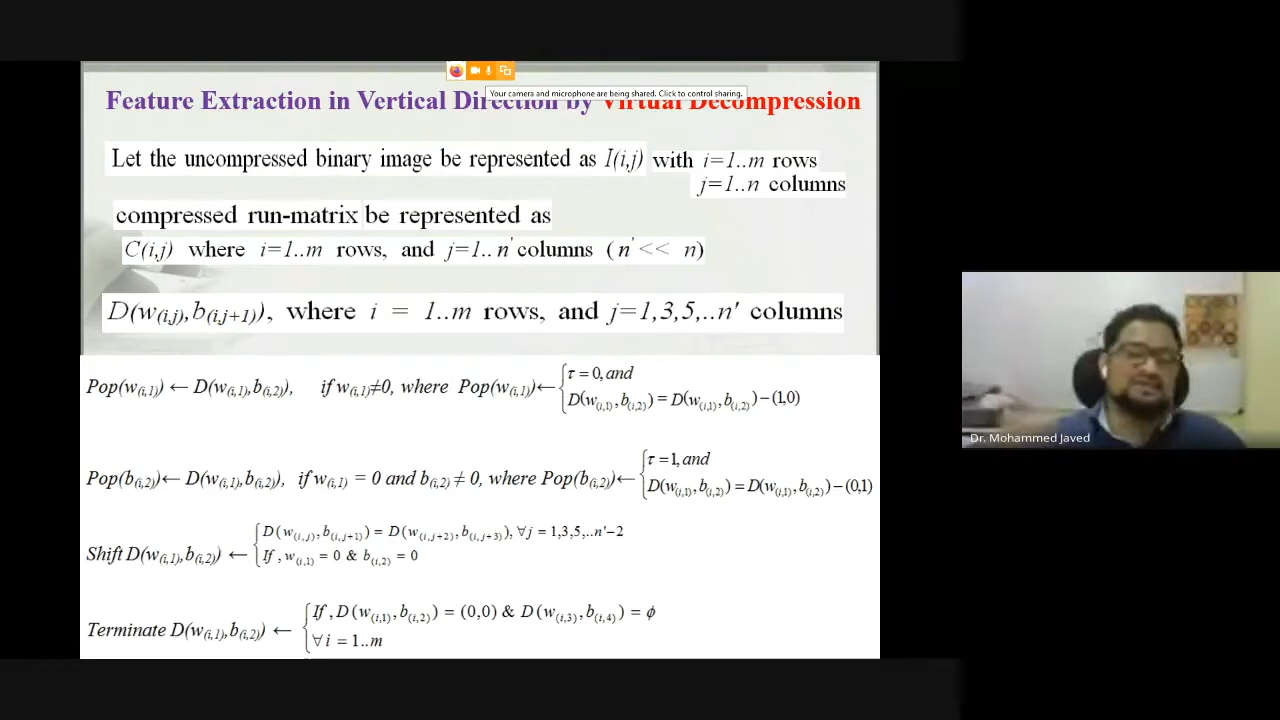 Your camera and microphone are being shared. Click to control sharing.
Feature Extraction in Vertical Direction by Virtual Decompression
Let the uncompressed binary image be represented as I(i,j) with i=1..m rows
j=1..n columns
compressed run-matrix be represented as
C(i,j) where i=1..m rows, and j=1.. n' columns ( n' << n)
D(w(i,j),b(i,j+1)), where i = 1..m rows, and j=1,3,5,..n' columns
Pop(w(i,1)) ← D(w(i,1),b(i,2)), if w(i,1)≠0, where Pop(w(i,1))← { τ = 0, and
D(w(i,1),b(i,2)) = D(w(i,1),b(i,2)) − (1,0)
Pop(b(i,2))← D(w(i,1),b(i,2)), if w(i,1) = 0 and b(i,2) ≠ 0, where Pop(b(i,2))← { τ = 1, and
D(w(i,1),b(i,2)) = D(w(i,1),b(i,2)) − (0,1)
Shift D(w(i,1),b(i,2)) ← { D(w(i,j),b(i,j+1)) = D(w(i,j+2),b(i,j+3)), ∀j = 1,3,5,..n'−2
If , w(i,1) = 0 & b(i,2) = 0
Terminate D(w(i,1),b(i,2)) ← { If , D(w(i,1),b(i,2)) = (0,0) & D(w(i,3),b(i,4)) = ϕ
∀i = 1..m
Dr. Mohammed Javed